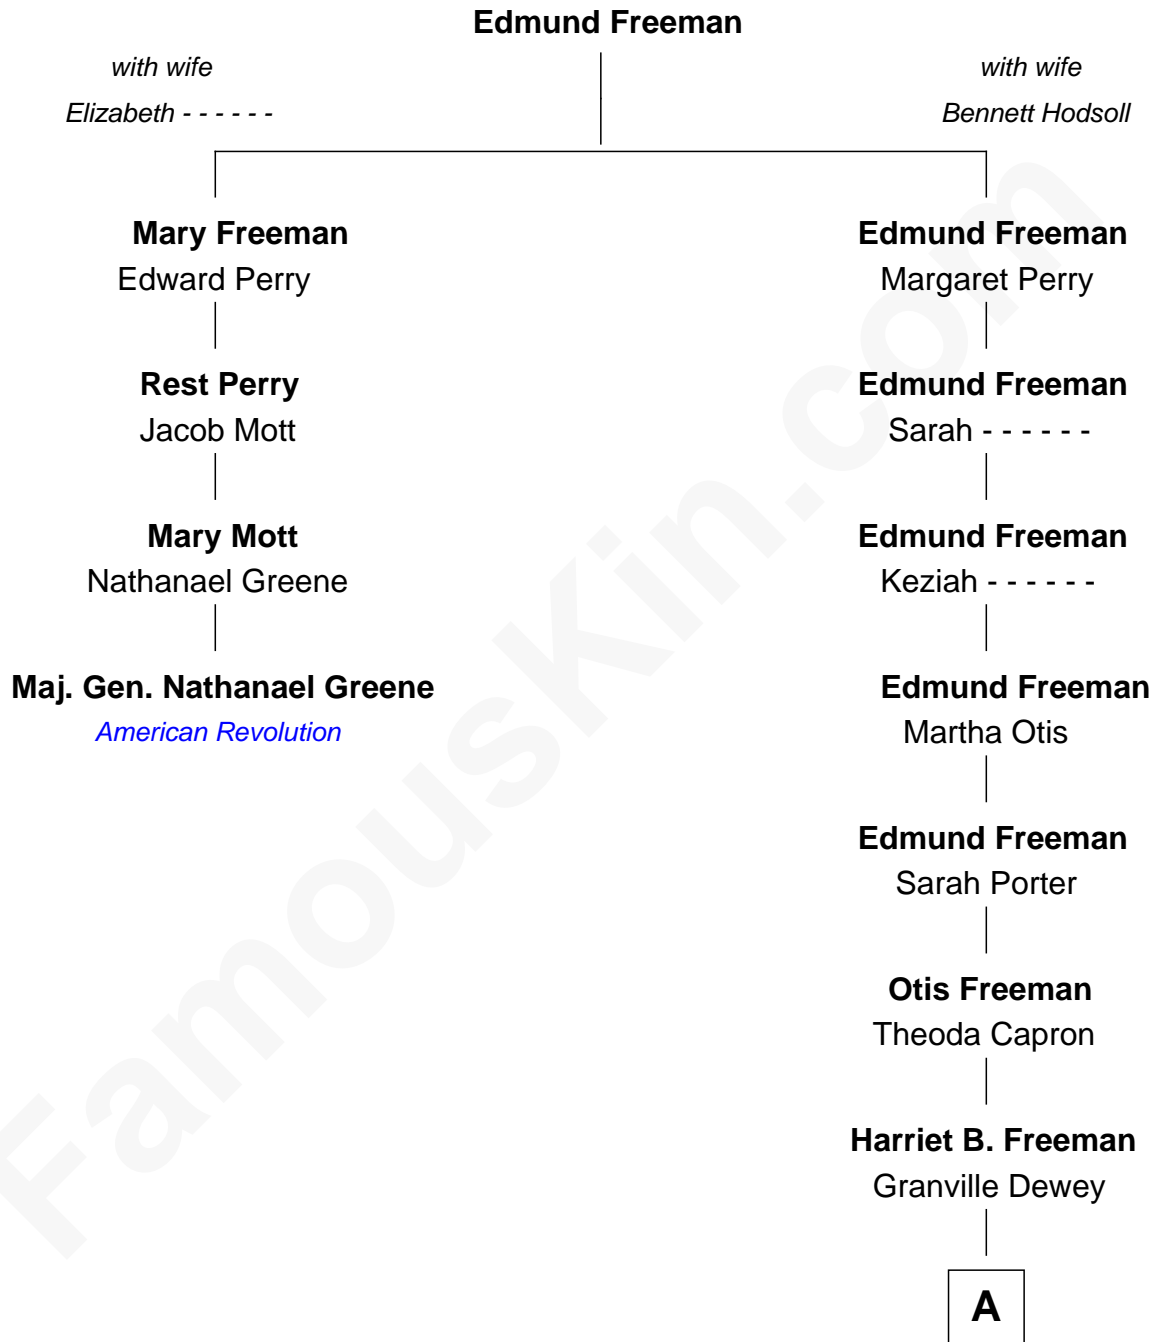 Edmund Freeman
with wife
Elizabeth - - - - - -
with wife
Bennett Hodsoll
Mary Freeman
Edward Perry
Edmund Freeman
Margaret Perry
Rest Perry
Jacob Mott
Edmund Freeman
Sarah - - - - - -
Mary Mott
Nathanael Greene
Edmund Freeman
Keziah - - - - - -
Maj. Gen. Nathanael Greene
American Revolution
Edmund Freeman
Martha Otis
Edmund Freeman
Sarah Porter
Otis Freeman
Theoda Capron
Harriet B. Freeman
Granville Dewey
A
FamousKin.com